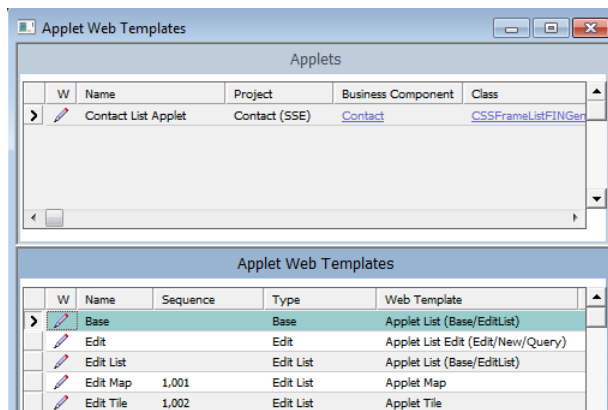 Applet Web Templates
Applets
W Name Project Business Component Class
Contact List Applet Contact (SSE) Contact CSSFrameListFINGen
Applet Web Templates
W Name Sequence Type Web Template
Base Base Applet List (Base/EditList)
Edit Edit Applet List Edit (Edit/New/Query)
Edit List Edit List Applet List (Base/EditList)
Edit Map 1,001 Edit List Applet Map
Edit Tile 1,002 Edit List Applet Tile